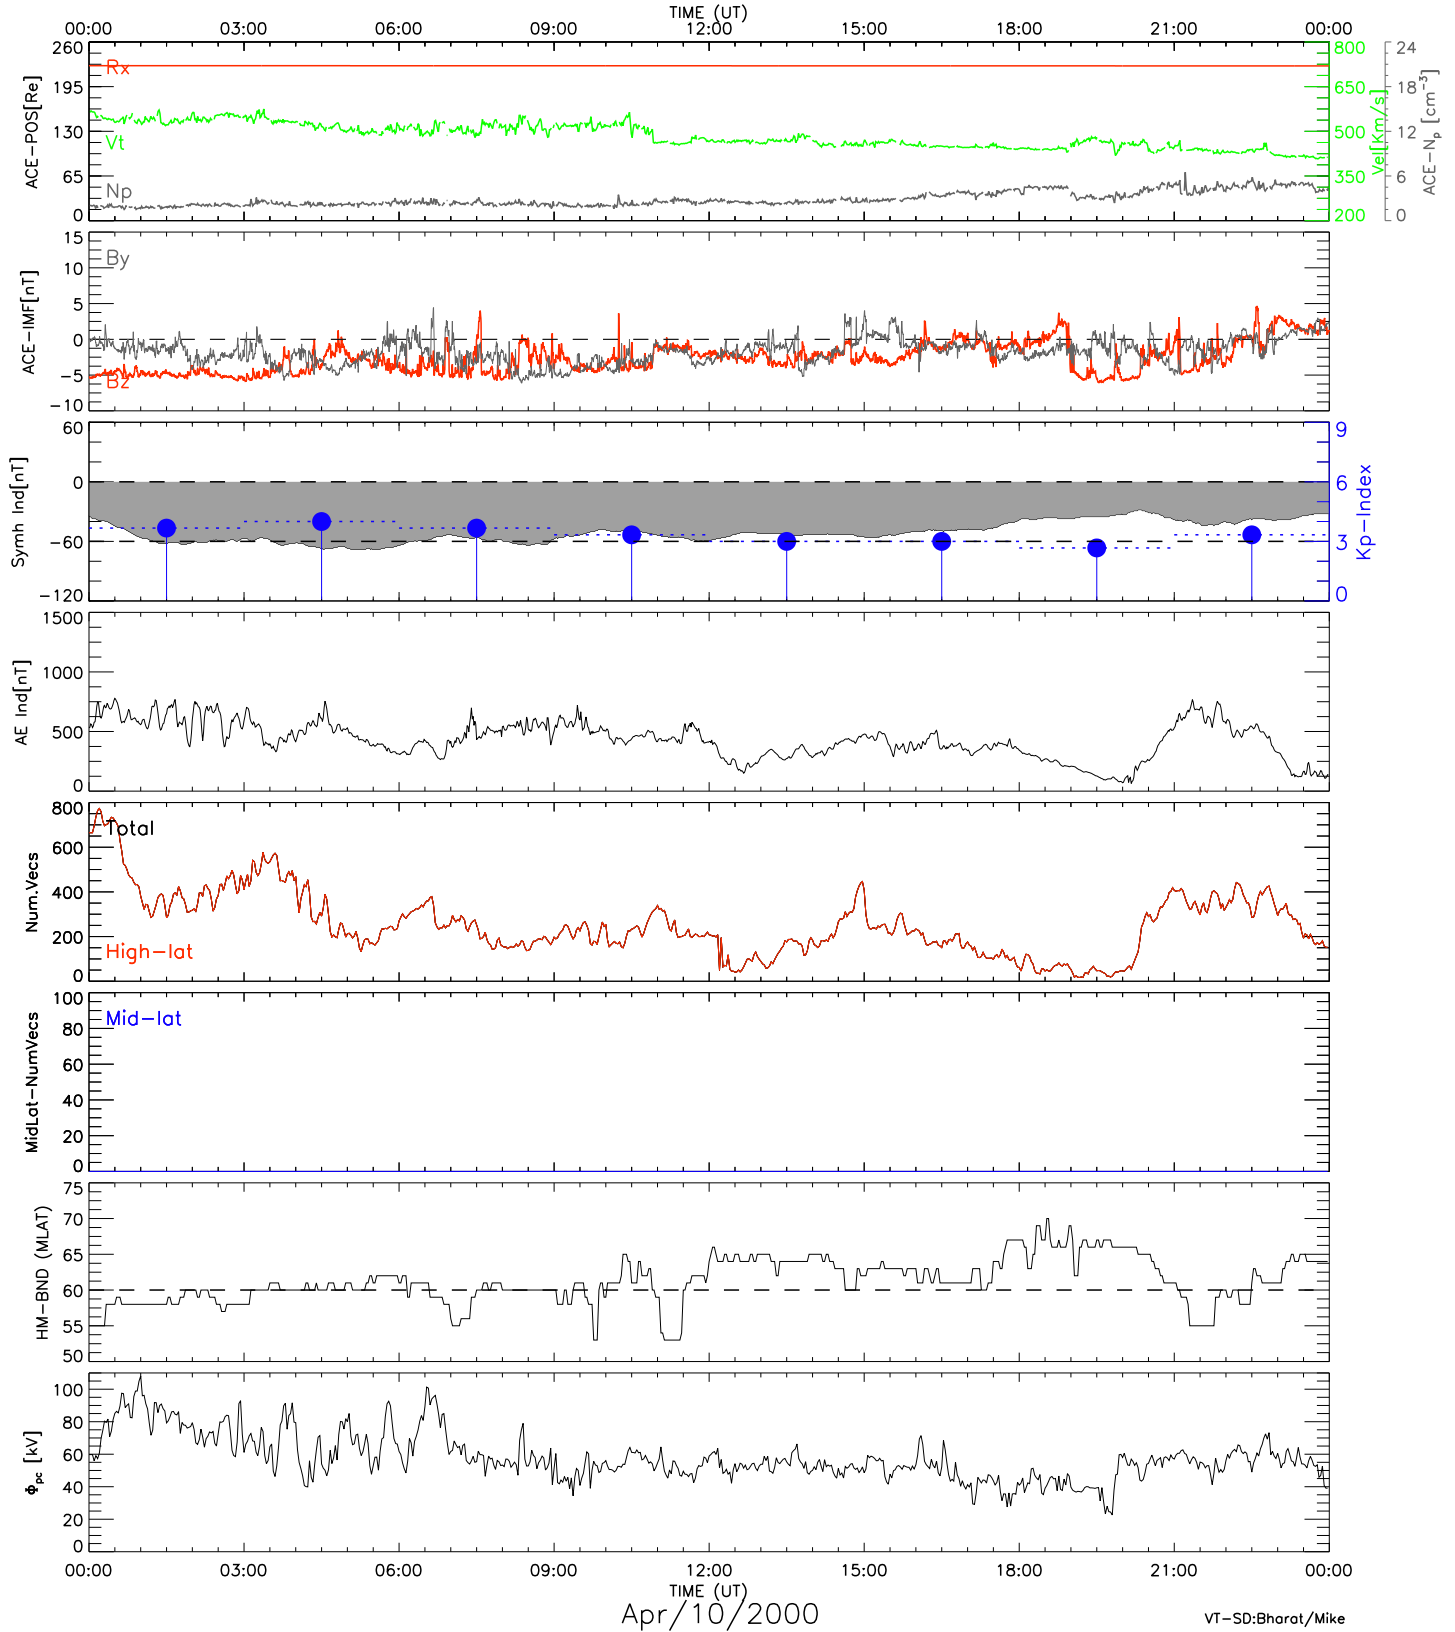 TIME (UT)
00:00 03:00 06:00 09:00 12:00 15:00 18:00 21:00 00:00
ACE-POS[Re]
260
195
130
65
0
Rx
Vt
Np
800
650
500
350
200
Vel[Km/s]
24
18
12
6
0
ACE-Np [cm-3]
ACE-IMF[nT]
15
10
5
0
-5
-10
By
Bz
Symh Ind[nT]
60
0
-60
-120
9
6
3
0
Kp-Index
AE Ind[nT]
1500
1000
500
0
Num.Vecs
800
600
400
200
0
Total
High-lat
MidLat-NumVecs
100
80
60
40
20
0
Mid-lat
HM-BND (MLAT)
75
70
65
60
55
50
Φpc [kV]
100
80
60
40
20
0
00:00 03:00 06:00 09:00 12:00 15:00 18:00 21:00 00:00
TIME (UT)
Apr/10/2000
VT-SD:Bharat/Mike